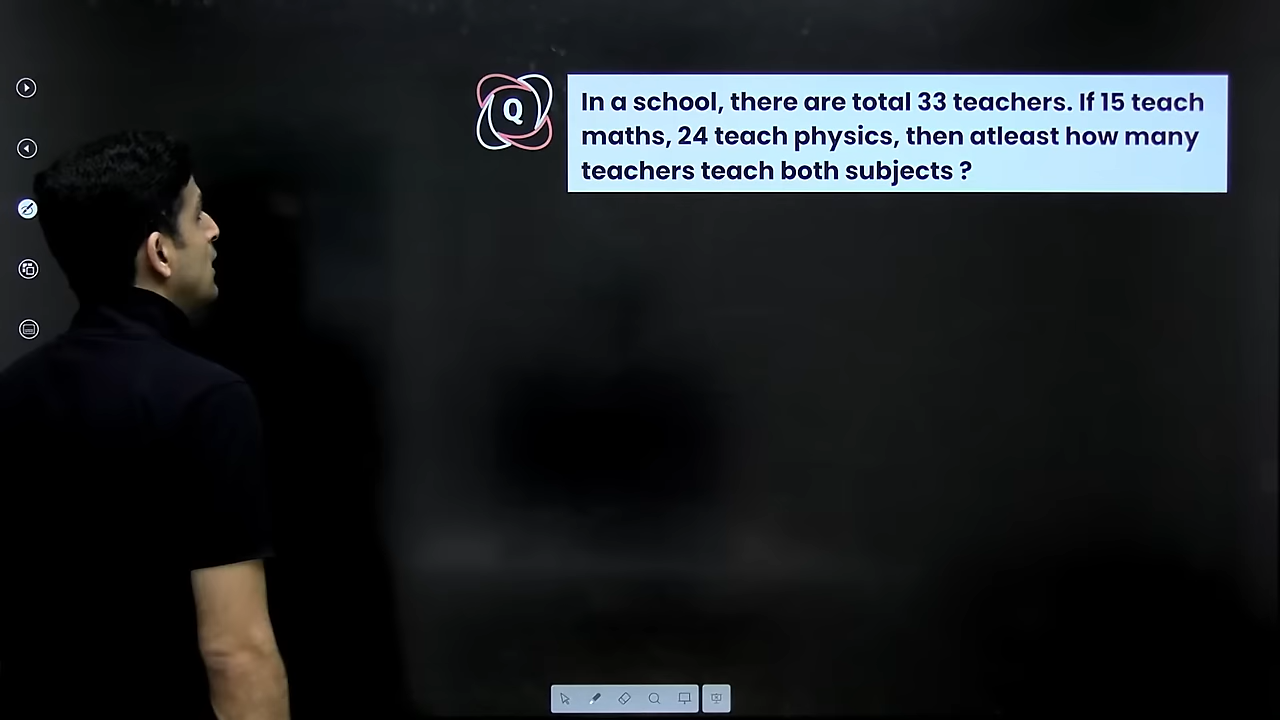 Q
In a school, there are total 33 teachers. If 15 teach
maths, 24 teach physics, then atleast how many
teachers teach both subjects ?